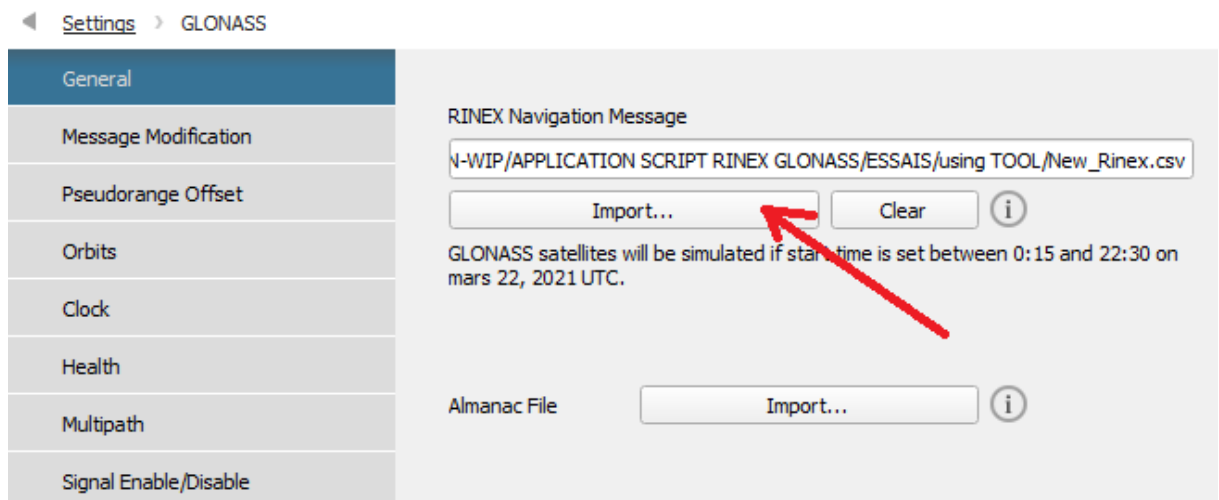 Settings > GLONASS
General
Message Modification
Pseudorange Offset
Orbits
Clock
Health
Multipath
Signal Enable/Disable
RINEX Navigation Message
N-WIP/APPLICATION SCRIPT RINEX GLONASS/ESSAIS/using TOOL/New_Rinex.csv
Import... Clear i
GLONASS satellites will be simulated if start time is set between 0:15 and 22:30 on
mars 22, 2021 UTC.
Almanac File Import... i